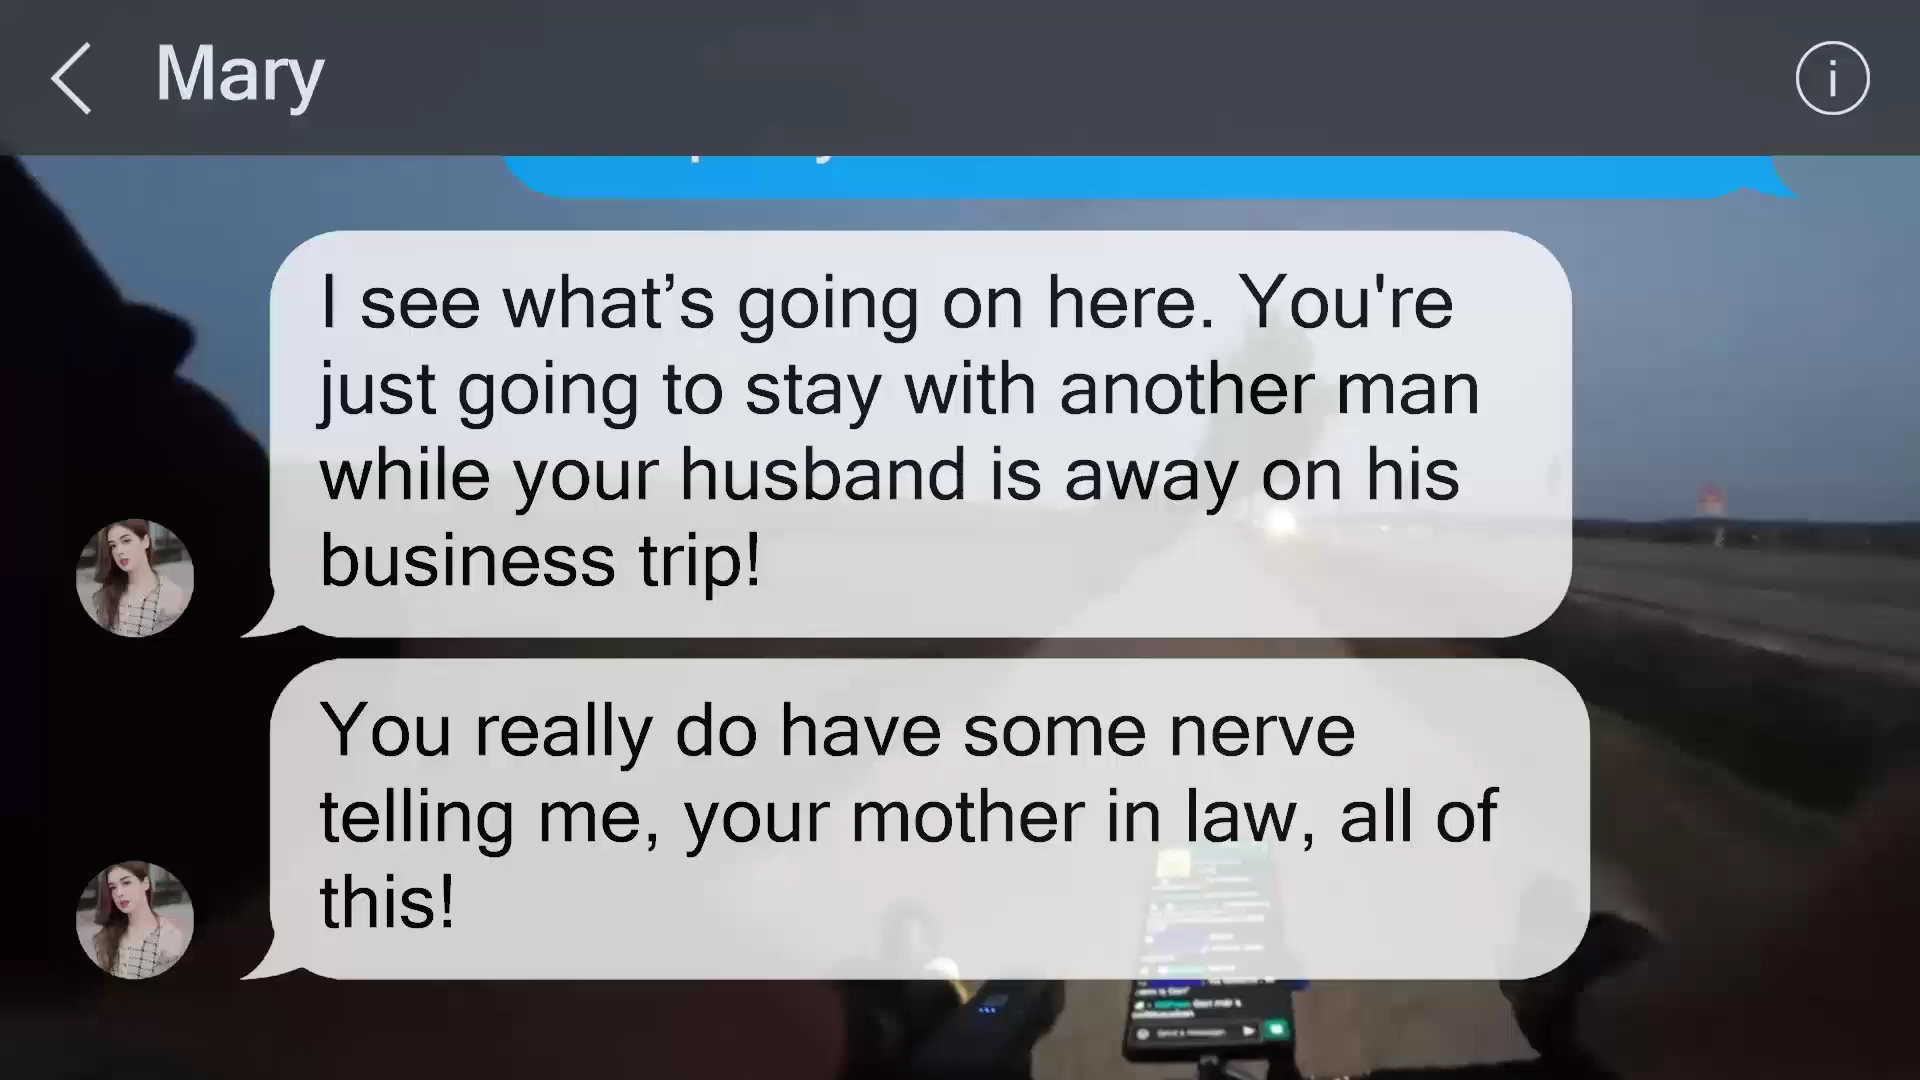 Mary
I see what’s going on here. You're
just going to stay with another man
while your husband is away on his
business trip!
You really do have some nerve
telling me, your mother in law, all of
this!